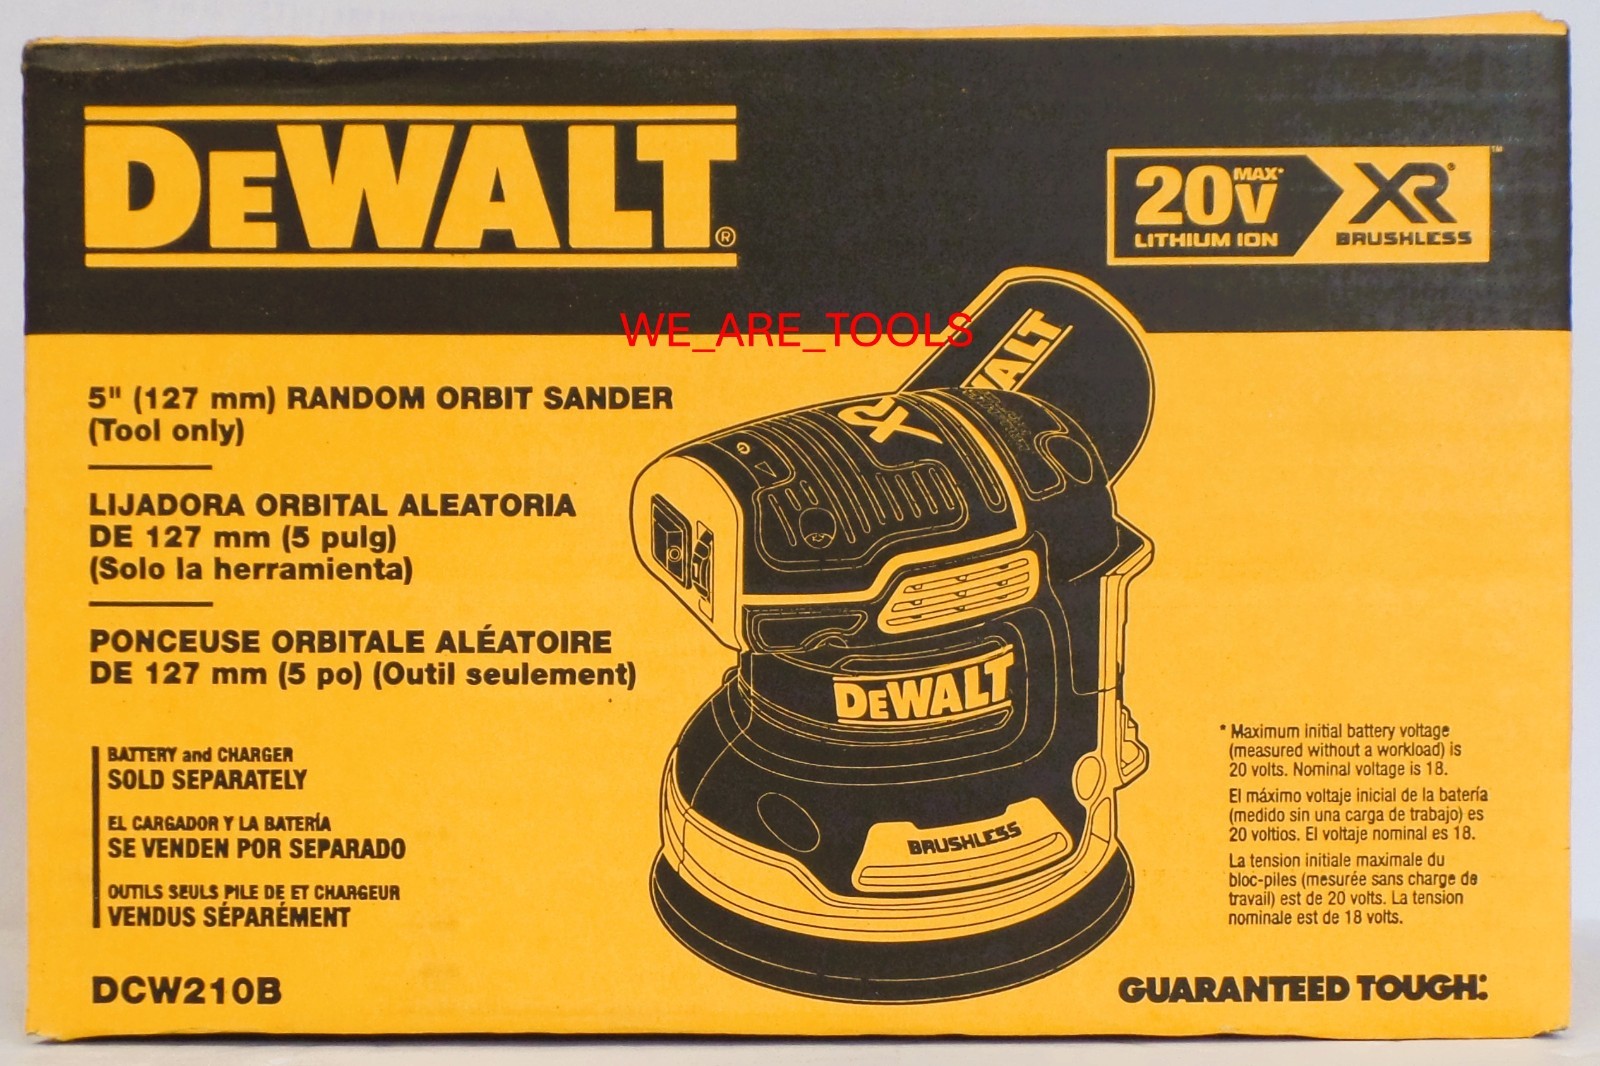 DEWALT®
20V MAX* XR® ™
LITHIUM ION BRUSHLESS
WE_ARE_TOOLS
5" (127 mm) RANDOM ORBIT SANDER
(Tool only)
LIJADORA ORBITAL ALEATORIA
DE 127 mm (5 pulg)
(Solo la herramienta)
PONCEUSE ORBITALE ALÉATOIRE
DE 127 mm (5 po) (Outil seulement)
BATTERY and CHARGER
SOLD SEPARATELY
EL CARGADOR Y LA BATERÍA
SE VENDEN POR SEPARADO
OUTILS SEULS PILE DE ET CHARGEUR
VENDUS SÉPARÉMENT
DCW210B
WALT
XR
DEWALT
BRUSHLESS
* Maximum initial battery voltage
(measured without a workload) is
20 volts. Nominal voltage is 18.
El máximo voltaje inicial de la batería
(medido sin una carga de trabajo) es
20 voltios. El voltaje nominal es 18.
La tension initiale maximale du
bloc-piles (mesurée sans charge de
travail) est de 20 volts. La tension
nominale est de 18 volts.
GUARANTEED TOUGH.®